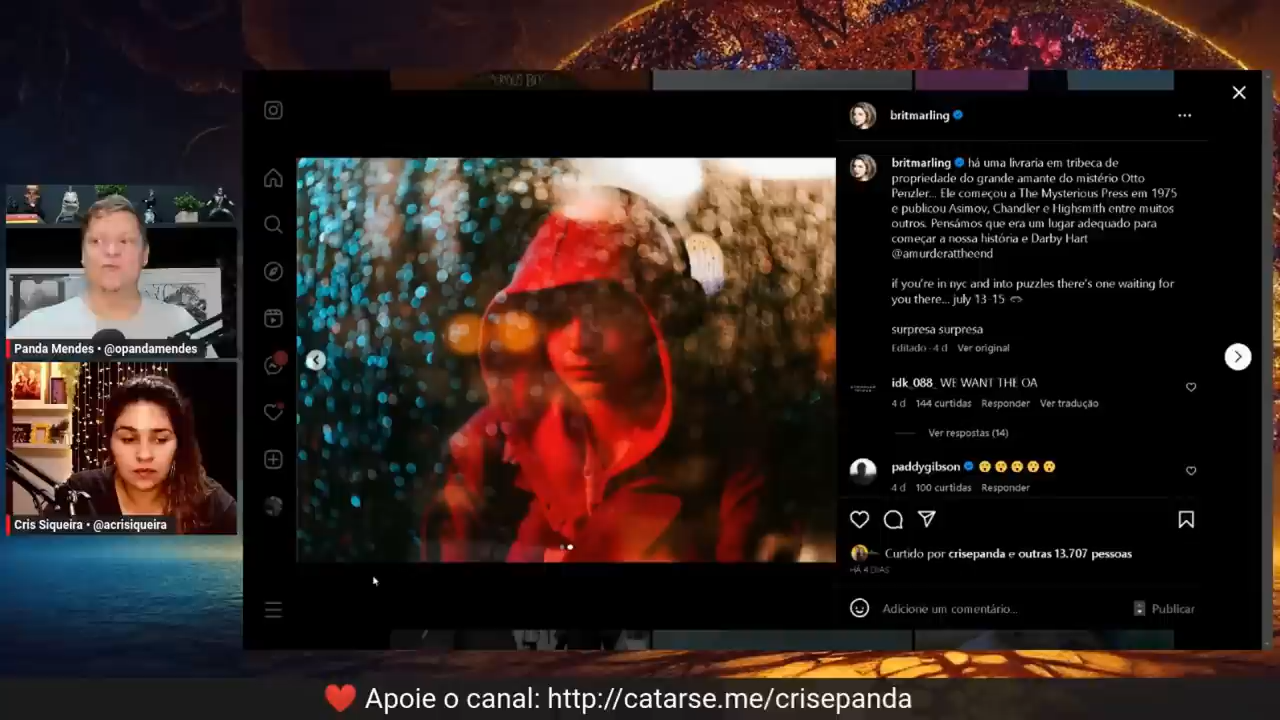 britmarling
britmarling há uma livraria em tribeca de
propriedade do grande amante do mistério Otto
Penzler... Ele começou a The Mysterious Press em 1975
e publicou Asimov, Chandler e Highsmith entre muitos
outros. Pensámos que era um lugar adequado para
começar a nossa história e Darby Hart
@amurderattheend
if you're in nyc and into puzzles there's one waiting for
you there... july 13-15
surpresa surpresa
Editado · 4 d Ver original
idk_088_ WE WANT THE OA
4 d 144 curtidas Responder Ver tradução
Ver respostas (14)
paddygibson 😮😮😮😮😮
4 d 100 curtidas Responder
Curtido por crisepanda e outras 13.707 pessoas
HÁ 4 DIAS
Adicione um comentário... Publicar
Panda Mendes • @opandamendes
Cris Siqueira • @acrisiqueira
❤️ Apoie o canal: http://catarse.me/crisepanda